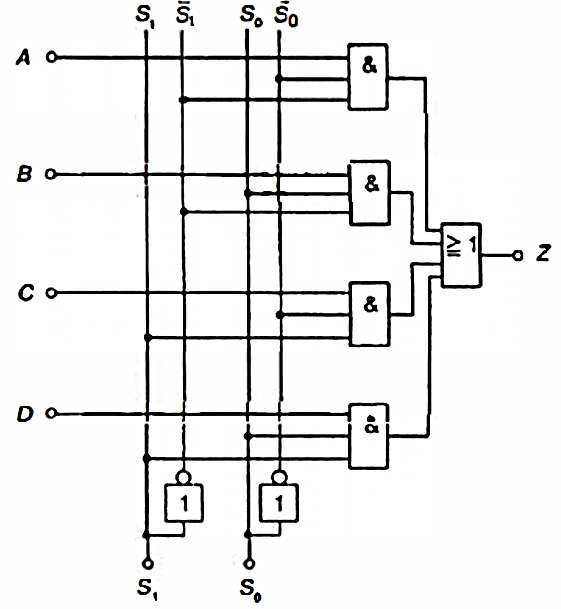 S₁ S̄₁ S₀ S̄₀
A &
B &
≥ 1 Z
C &
D &
1 1
S₁ S₀